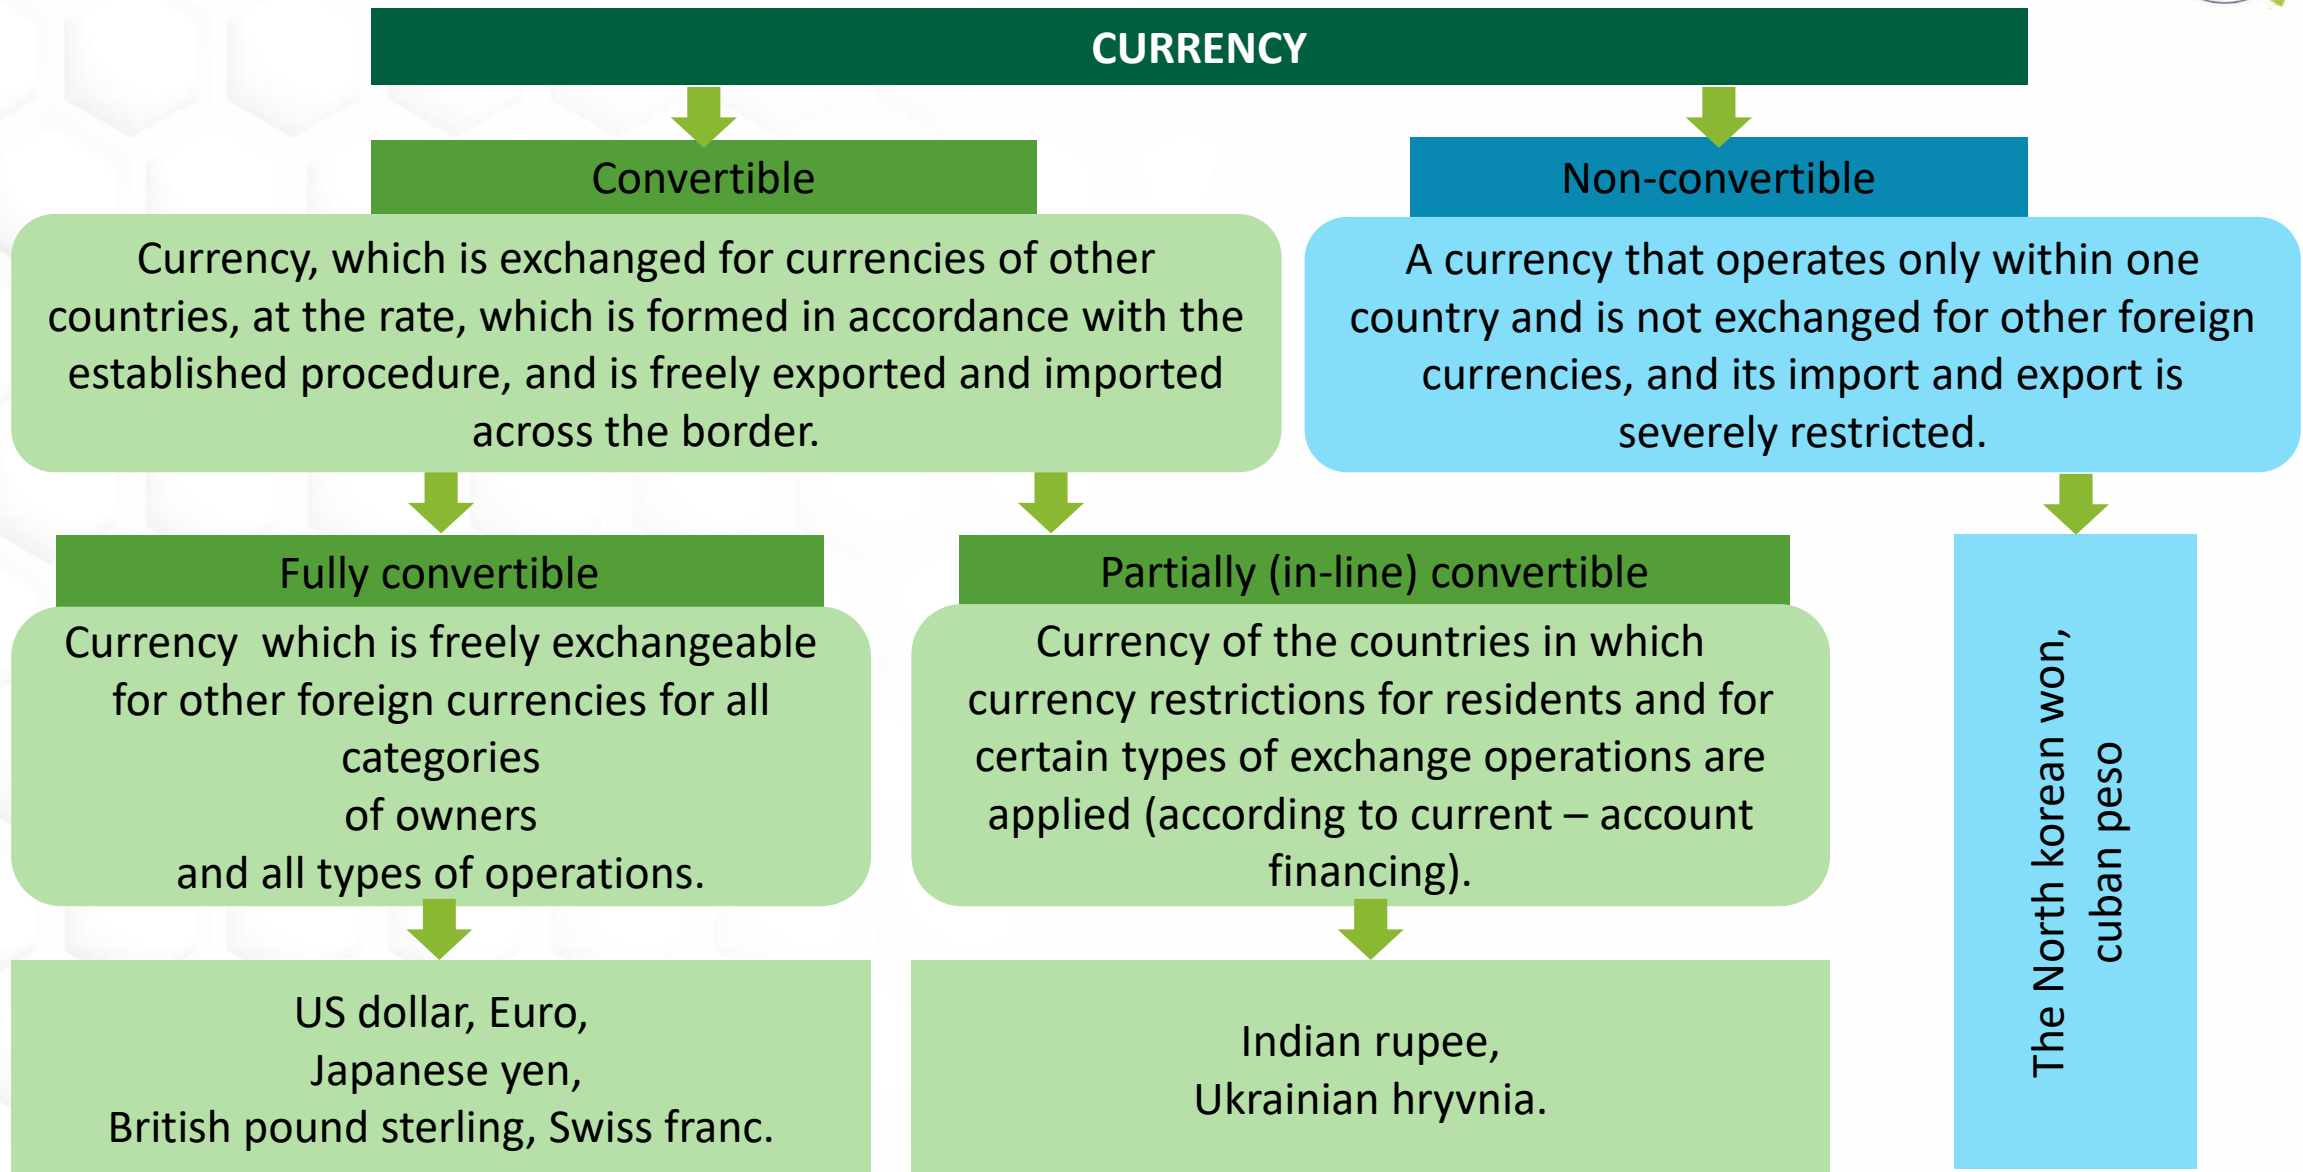 CURRENCY
Convertible
Currency, which is exchanged for currencies of other
countries, at the rate, which is formed in accordance with the
established procedure, and is freely exported and imported
across the border.
Non-convertible
A currency that operates only within one
country and is not exchanged for other foreign
currencies, and its import and export is
severely restricted.
Fully convertible
Currency  which is freely exchangeable
for other foreign currencies for all
categories
of owners
and all types of operations.
US dollar, Euro,
Japanese yen,
British pound sterling, Swiss franc.
Partially (in-line) convertible
Currency of the countries in which
currency restrictions for residents and for
certain types of exchange operations are
applied (according to current – account
financing).
Indian rupee,
Ukrainian hryvnia.
The North korean won,
cuban peso